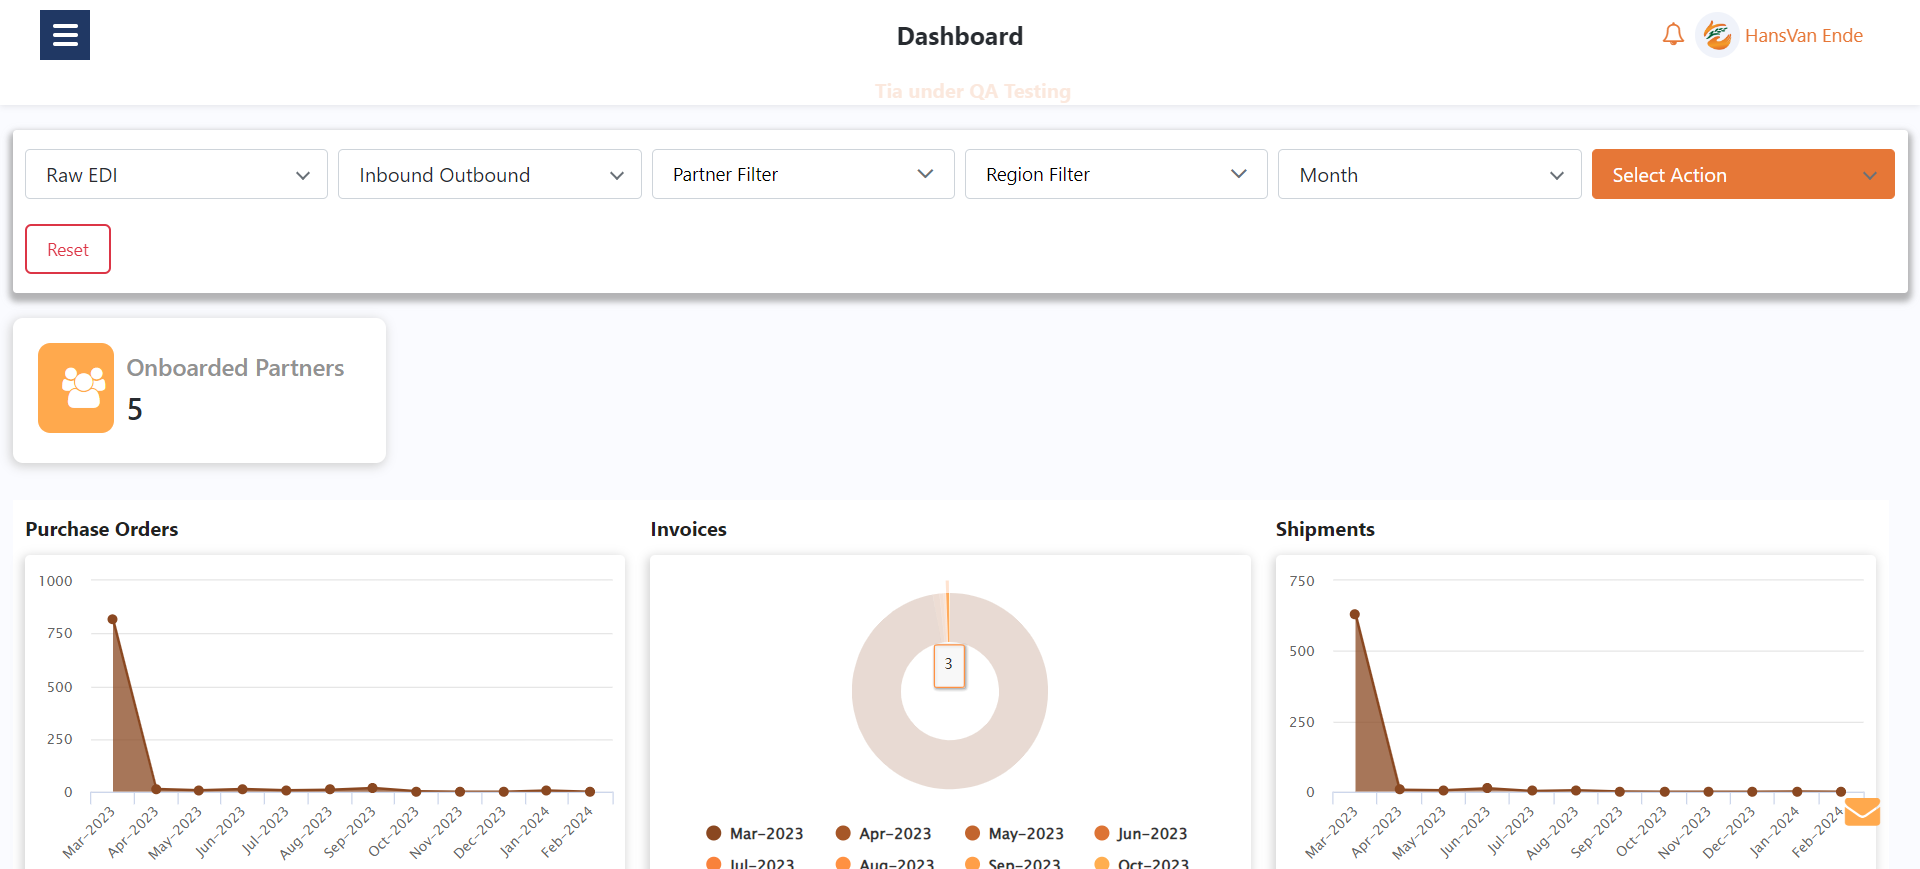 Dashboard
HansVan Ende
Tia under QA Testing
Raw EDI
Inbound Outbound
Partner Filter
Region Filter
Month
Select Action
Reset
Onboarded Partners
5
Purchase Orders
1000
750
500
250
0
Mar-2023
Apr-2023
May-2023
Jun-2023
Jul-2023
Aug-2023
Sep-2023
Oct-2023
Nov-2023
Dec-2023
Jan-2024
Feb-2024
Invoices
3
Mar-2023 Apr-2023 May-2023 Jun-2023
Jul-2023 Aug-2023 Sep-2023 Oct-2023
Shipments
750
500
250
0
Mar-2023
Apr-2023
May-2023
Jun-2023
Jul-2023
Aug-2023
Sep-2023
Oct-2023
Nov-2023
Dec-2023
Jan-2024
Feb-2024